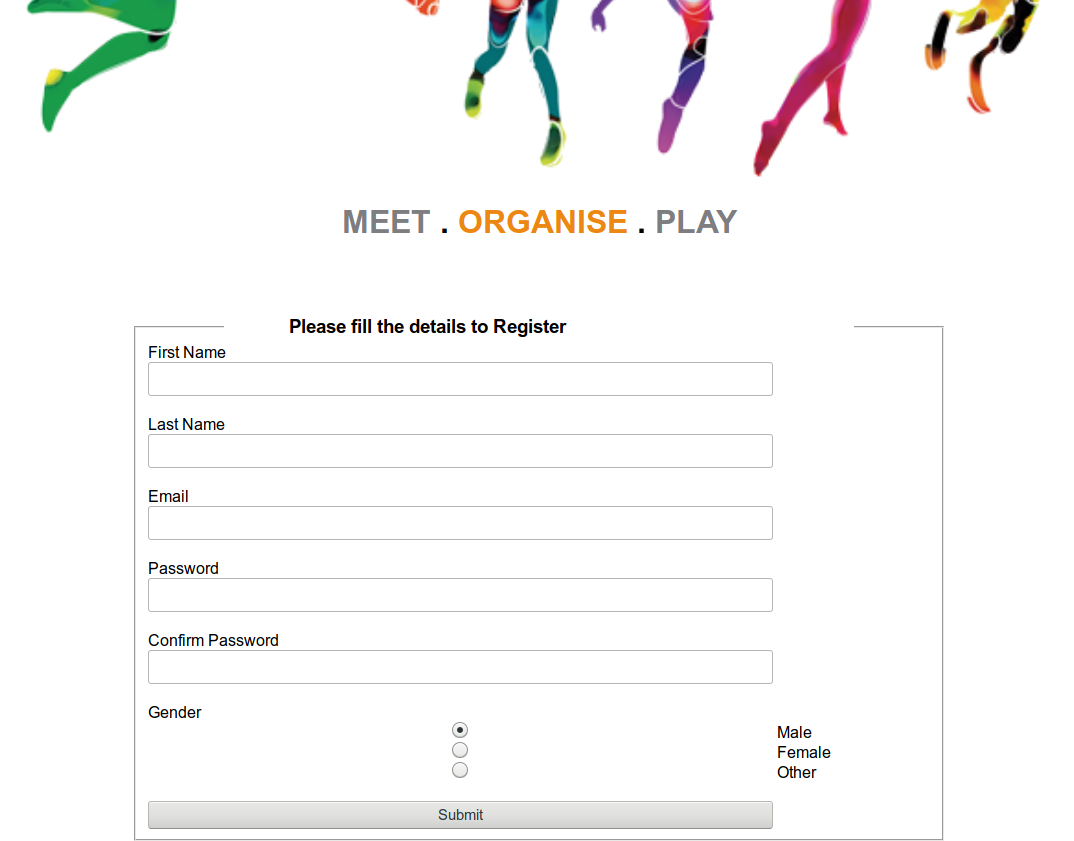 MEET . ORGANISE . PLAY
Please fill the details to Register
First Name
Last Name
Email
Password
Confirm Password
Gender
Male
Female
Other
Submit